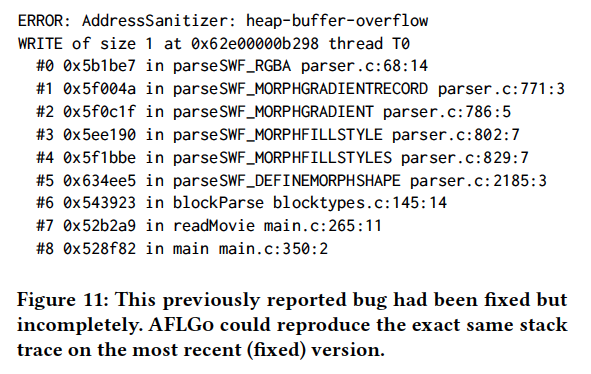 ERROR: AddressSanitizer: heap-buffer-overflow
WRITE of size 1 at 0x62e00000b298 thread T0
#0 0x5b1be7 in parseSWF_RGBA parser.c:68:14
#1 0x5f004a in parseSWF_MORPHGRADIENTRECORD parser.c:771:3
#2 0x5f0c1f in parseSWF_MORPHGRADIENT parser.c:786:5
#3 0x5ee190 in parseSWF_MORPHFILLSTYLE parser.c:802:7
#4 0x5f1bbe in parseSWF_MORPHFILLSTYLES parser.c:829:7
#5 0x634ee5 in parseSWF_DEFINEMORPHSHAPE parser.c:2185:3
#6 0x543923 in blockParse blocktypes.c:145:14
#7 0x52b2a9 in readMovie main.c:265:11
#8 0x528f82 in main main.c:350:2
Figure 11: This previously reported bug had been fixed but
incompletely. AFLGo could reproduce the exact same stack
trace on the most recent (fixed) version.